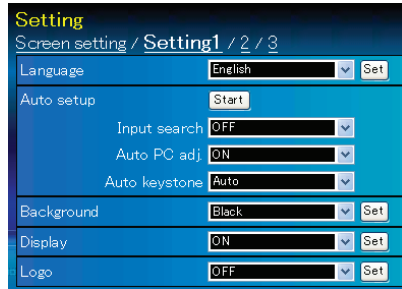 Setting
Screen setting / Setting1 / 2 / 3
Language English Set
Auto setup Start
Input search OFF
Auto PC adj. ON
Auto keystone Auto
Background Black Set
Display ON Set
Logo OFF Set